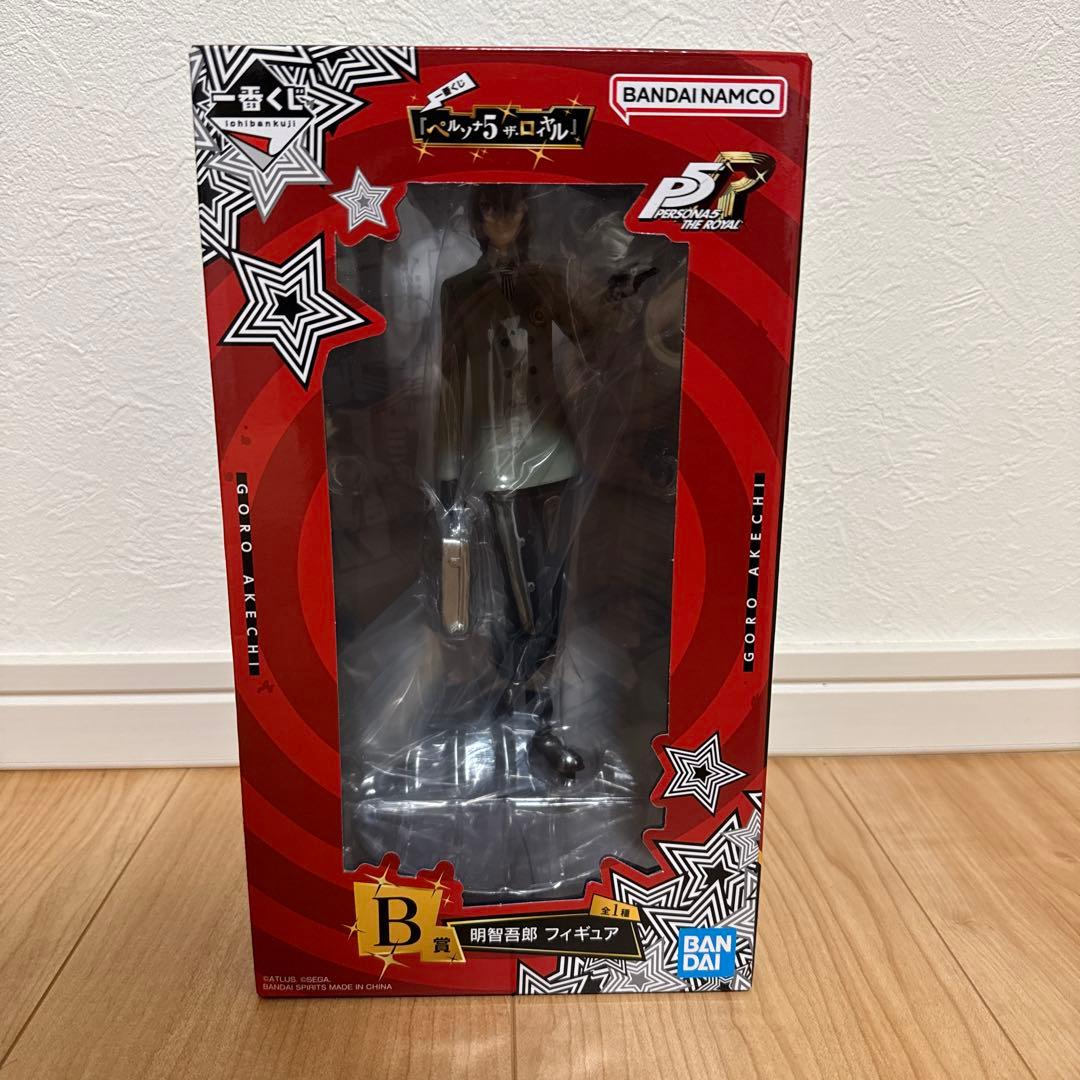 一番くじ
ichibankuji
一番くじ
『ペルソナ5 ザ・ロイヤル』
BANDAI NAMCO
P5R
PERSONA5
THE ROYAL
GORO AKECHI
GORO AKECHI
B賞
全1種
明智吾郎 フィギュア
BAN
DAI
©ATLUS ©SEGA.
BANDAI SPIRITS MADE IN CHINA